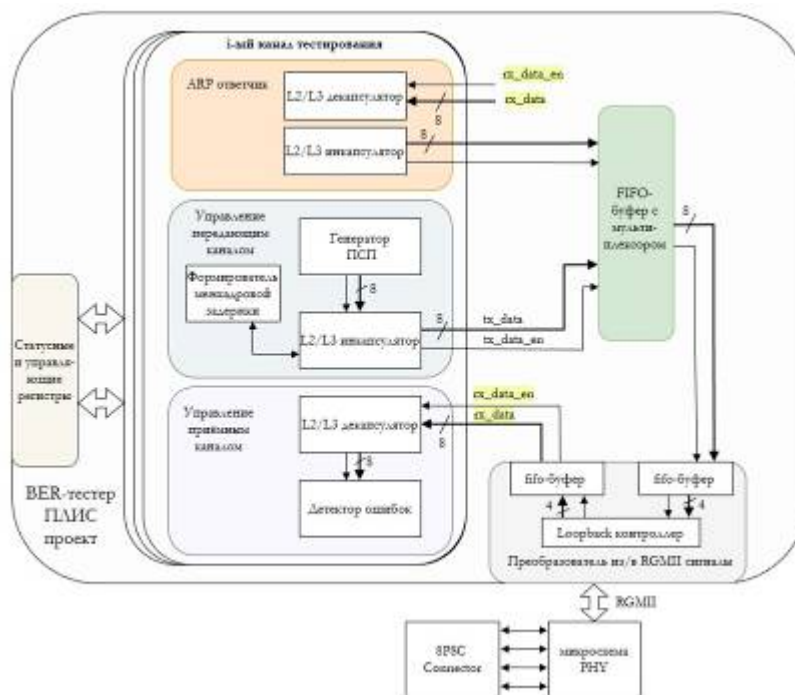 i-ый канал тестирования
ARP ответчик
L2/L3 декапсулятор
rx_data_en
rx_data
8
L2/L3 инкапсулятор
8
Управление
передающим
каналом
Генератор
ПСП
Формирователь
межкадровой
задержки
8
L2/L3 инкапсулятор
8
tx_data
tx_data_en
FIFO-
буфер с
мульти-
плексором
8
Статусные
и управля-
ющие
регистры
Управление
приёмным
каналом
L2/L3 декапсулятор
rx_data_en
rx_data
8
8
Детектор ошибок
BER-тестер
ПЛИС
проект
fifo-буфер
fifo-буфер
4
4
Loopback контроллер
Преобразователь из/в RGMII сигналы
RGMII
8P8C
Connector
микросхема
PHY